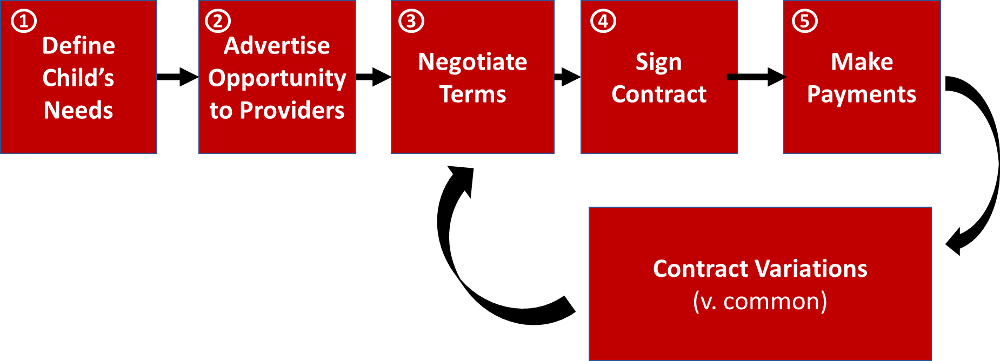 ①
Define
Child’s
Needs
②
Advertise
Opportunity
to Providers
③
Negotiate
Terms
④
Sign
Contract
⑤
Make
Payments
Contract Variations
(v. common)